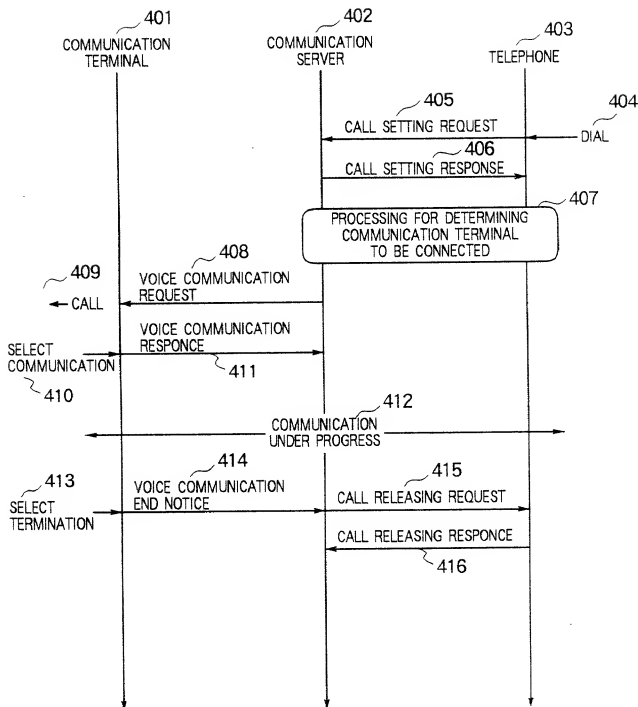 401
COMMUNICATION
TERMINAL
402
COMMUNICATION
SERVER
403
TELEPHONE
404
DIAL
405
CALL SETTING REQUEST
406
CALL SETTING RESPONSE
407
PROCESSING FOR DETERMINING
COMMUNICATION TERMINAL
TO BE CONNECTED
408
VOICE COMMUNICATION
REQUEST
409
CALL
VOICE COMMUNICATION
RESPONCE
411
SELECT
COMMUNICATION
410
412
COMMUNICATION
UNDER PROGRESS
413
SELECT
TERMINATION
414
VOICE COMMUNICATION
END NOTICE
415
CALL RELEASING REQUEST
CALL RELEASING RESPONCE
416